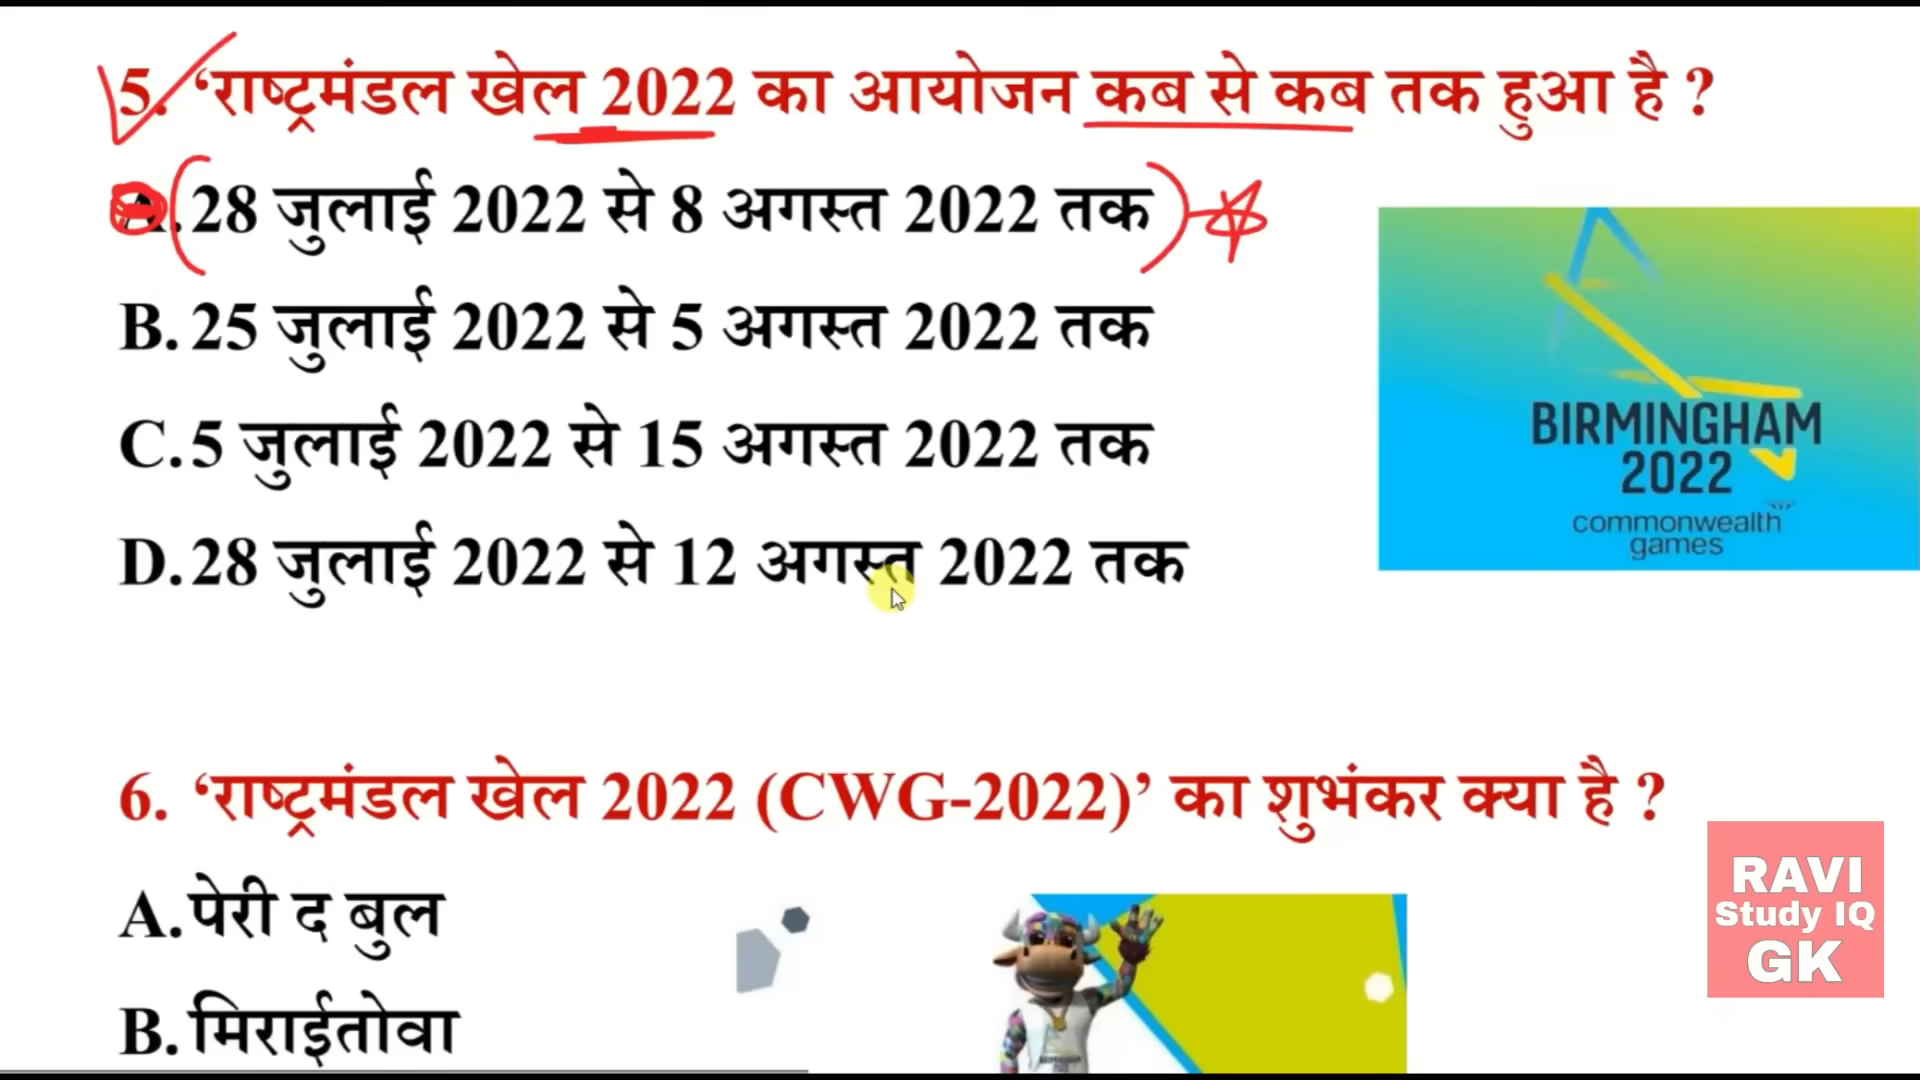 5. ‘राष्ट्रमंडल खेल 2022 का आयोजन कब से कब तक हुआ है ?
A. 28 जुलाई 2022 से 8 अगस्त 2022 तक
B. 25 जुलाई 2022 से 5 अगस्त 2022 तक
C. 5 जुलाई 2022 से 15 अगस्त 2022 तक
D. 28 जुलाई 2022 से 12 अगस्त 2022 तक
BIRMINGHAM
2022
commonwealth
games
6. ‘राष्ट्रमंडल खेल 2022 (CWG-2022)’ का शुभंकर क्या है ?
A. पेरी द बुल
B. मिराईतोवा
BIRMINGHAM
RAVI
Study IQ
GK